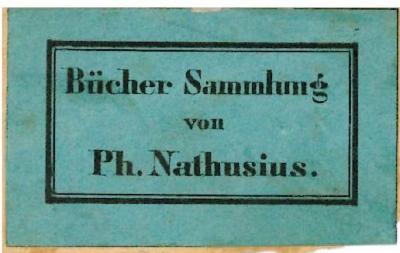 Bücher Sammlung
von
Ph. Nathusius.